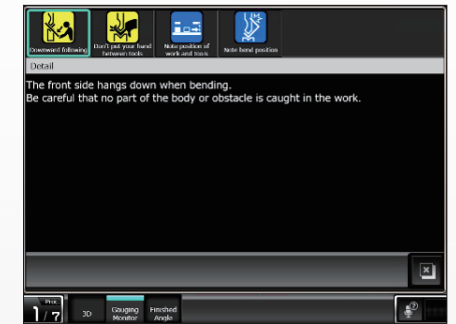 Downward following
Don't put your hand
between tools
Note position of
work and tools
Note bend position
Detail
The front side hangs down when bending.
Be careful that no part of the body or obstacle is caught in the work.
Proc.
1/7
3D
Gauging
Monitor
Finished
Angle